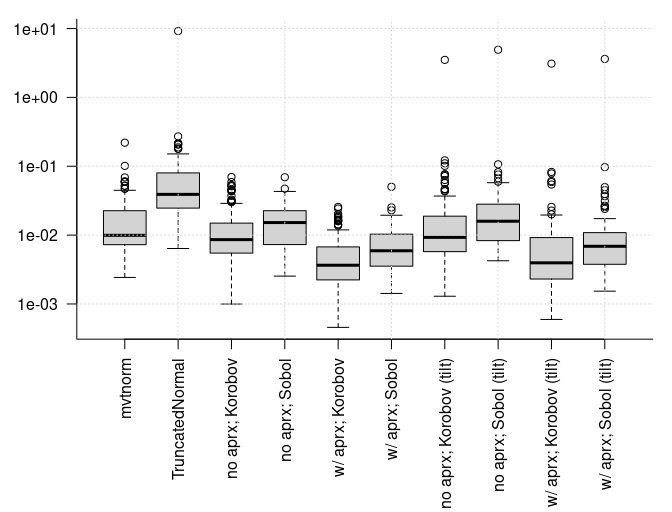 1e+01
1e+00
1e-01
1e-02
1e-03
mvtnorm
TruncatedNormal
no aprx; Korobov
no aprx; Sobol
w/ aprx; Korobov
w/ aprx; Sobol
no aprx; Korobov (tilt)
no aprx; Sobol (tilt)
w/ aprx; Korobov (tilt)
w/ aprx; Sobol (tilt)